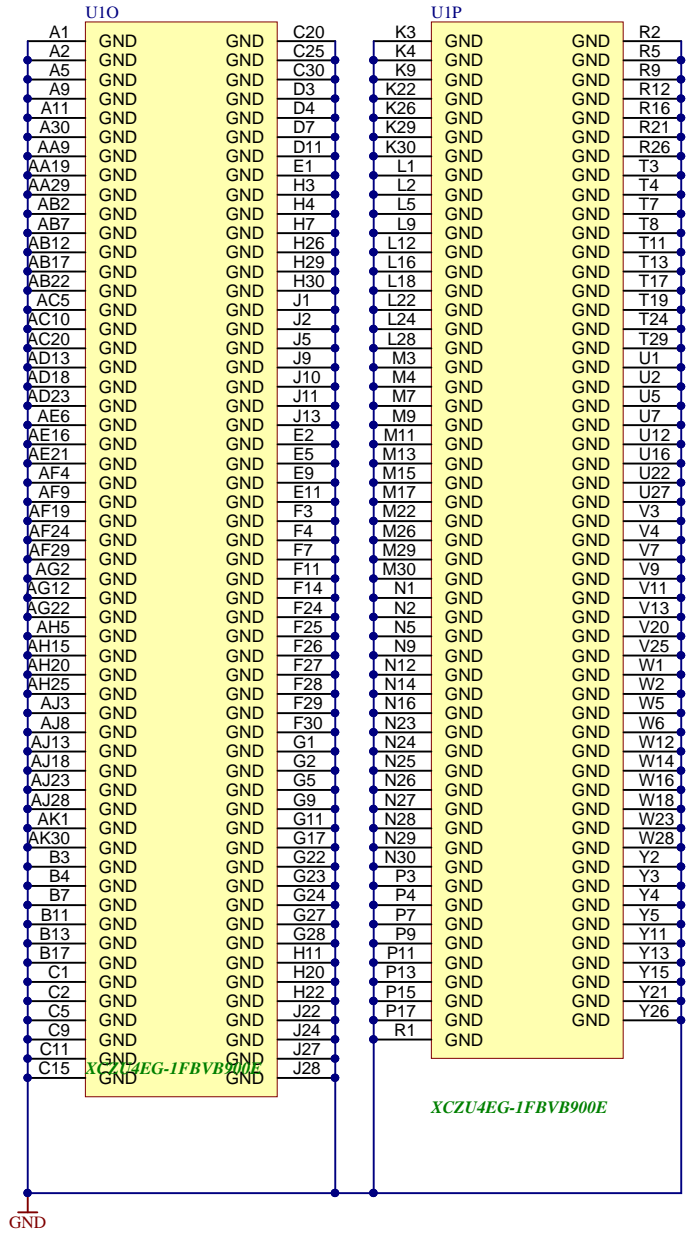 U1O
A1 GND GND C20
A2 GND GND C25
A5 GND GND C30
A9 GND GND D3
A11 GND GND D4
A30 GND GND D7
AA9 GND GND D11
AA19 GND GND E1
AA29 GND GND H3
AB2 GND GND H4
AB7 GND GND H7
AB12 GND GND H26
AB17 GND GND H29
AB22 GND GND H30
AC5 GND GND J1
AC10 GND GND J2
AC20 GND GND J5
AD13 GND GND J9
AD18 GND GND J10
AD23 GND GND J11
AE6 GND GND J13
AE16 GND GND E2
AE21 GND GND E5
AF4 GND GND E9
AF9 GND GND E11
AF19 GND GND F3
AF24 GND GND F4
AF29 GND GND F7
AG2 GND GND F11
AG12 GND GND F14
AG22 GND GND F24
AH5 GND GND F25
AH15 GND GND F26
AH20 GND GND F27
AH25 GND GND F28
AJ3 GND GND F29
AJ8 GND GND F30
AJ13 GND GND G1
AJ18 GND GND G2
AJ23 GND GND G5
AJ28 GND GND G9
AK1 GND GND G11
AK30 GND GND G17
B3 GND GND G22
B4 GND GND G23
B7 GND GND G24
B11 GND GND G27
B13 GND GND G28
B17 GND GND H11
C1 GND GND H20
C2 GND GND H22
C5 GND GND J22
C9 GND GND J24
C11 GND GND J27
C15 GND GND J28
XCZU4EG-1FBVB900E
U1P
K3 GND GND R2
K4 GND GND R5
K9 GND GND R9
K22 GND GND R12
K26 GND GND R16
K29 GND GND R21
K30 GND GND R26
L1 GND GND T3
L2 GND GND T4
L5 GND GND T7
L9 GND GND T8
L12 GND GND T11
L16 GND GND T13
L18 GND GND T17
L22 GND GND T19
L24 GND GND T24
L28 GND GND T29
M3 GND GND U1
M4 GND GND U2
M7 GND GND U5
M9 GND GND U7
M11 GND GND U12
M13 GND GND U16
M15 GND GND U22
M17 GND GND U27
M22 GND GND V3
M26 GND GND V4
M29 GND GND V7
M30 GND GND V9
N1 GND GND V11
N2 GND GND V13
N5 GND GND V20
N9 GND GND V25
N12 GND GND W1
N14 GND GND W2
N16 GND GND W5
N23 GND GND W6
N24 GND GND W12
N25 GND GND W14
N26 GND GND W16
N27 GND GND W18
N28 GND GND W23
N29 GND GND W28
N30 GND GND Y2
P3 GND GND Y3
P4 GND GND Y4
P7 GND GND Y5
P9 GND GND Y11
P11 GND GND Y13
P13 GND GND Y15
P15 GND GND Y21
P17 GND GND Y26
R1 GND
XCZU4EG-1FBVB900E
GND